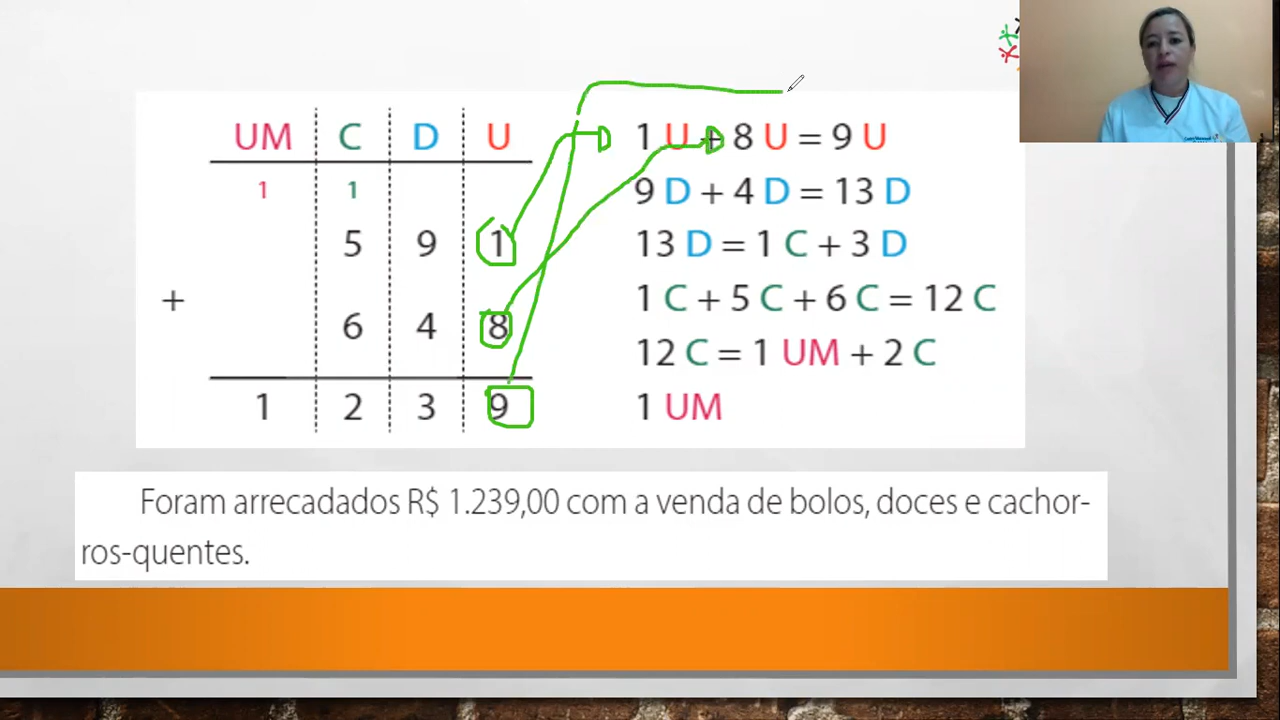 UM C D U
1 1
5 9 1
+
6 4 8
1 2 3 9
1 U + 8 U = 9 U
9 D + 4 D = 13 D
13 D = 1 C + 3 D
1 C + 5 C + 6 C = 12 C
12 C = 1 UM + 2 C
1 UM
Foram arrecadados R$ 1.239,00 com a venda de bolos, doces e cachor-
ros-quentes.